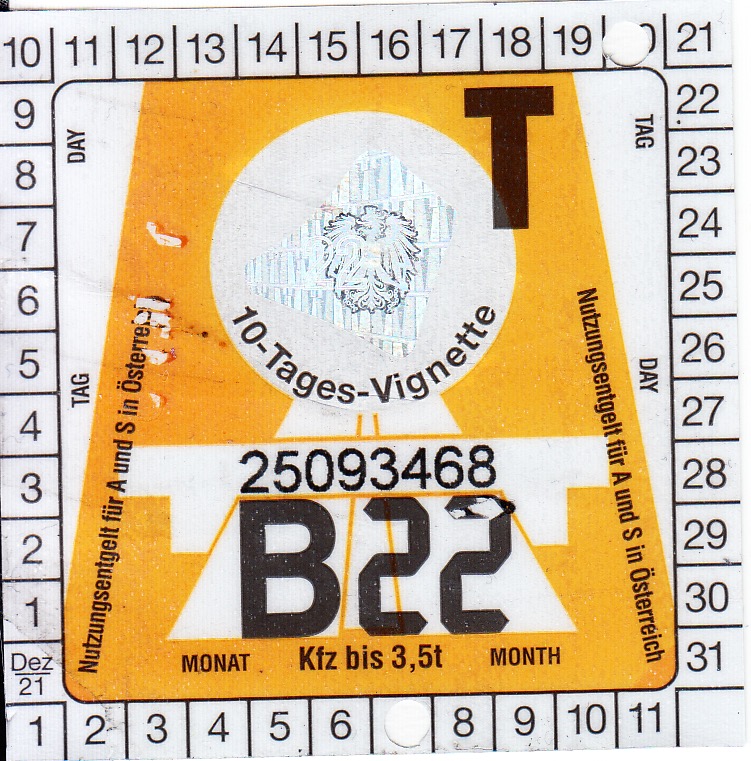 10 11 12 13 14 15 16 17 18 19 21
9
8
7
6
5
4
3
2
1
Dez
21
22
23
24
25
26
27
28
29
30
31
DAY
TAG
TAG
DAY
T
10-Tages-Vignette
Nutzungsentgelt für A und S in Österreich
Nutzungsentgelt für A und S in Österreich
25093468
B22
MONAT Kfz bis 3,5t MONTH
1 2 3 4 5 6 8 9 10 11